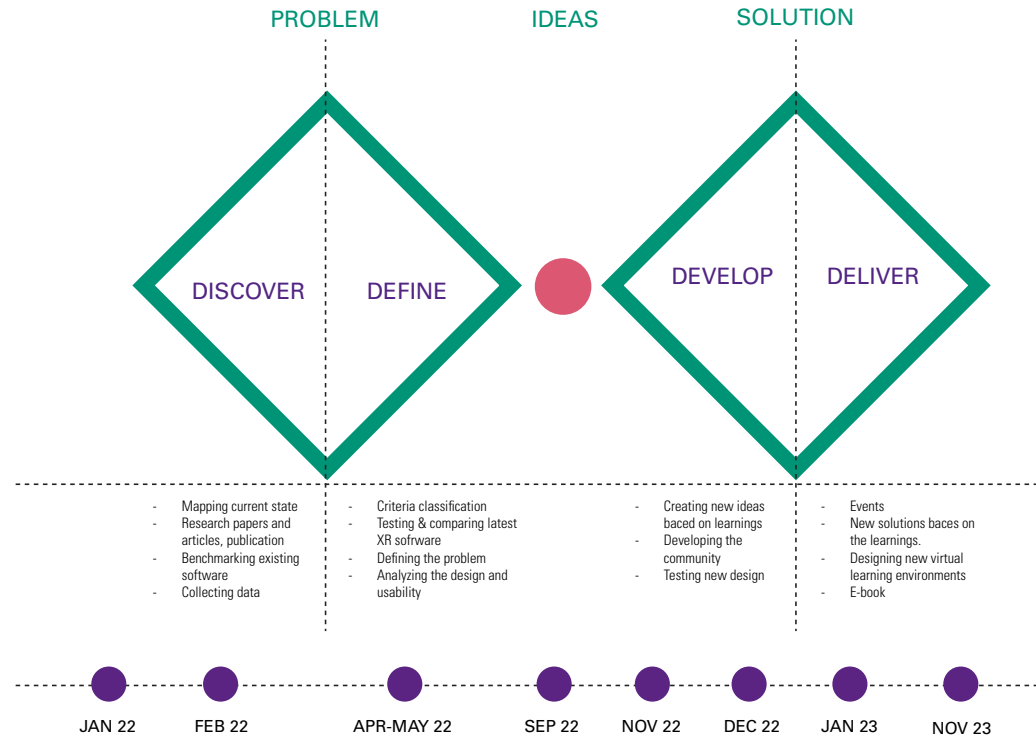 PROBLEM
IDEAS
SOLUTION
DISCOVER
DEFINE
DEVELOP
DELIVER
- Mapping current state
- Research papers and
articles, publication
- Benchmarking existing
software
- Collecting data
- Criteria classification
- Testing & comparing latest
XR sofrware
- Defining the problem
- Analyzing the design and
usability
- Creating new ideas
baced on learnings
- Developing the
community
- Testing new design
- Events
- New solutions baces on
the learnings.
- Designing new virtual
learning environments
- E-book
JAN 22
FEB 22
APR-MAY 22
SEP 22
NOV 22
DEC 22
JAN 23
NOV 23